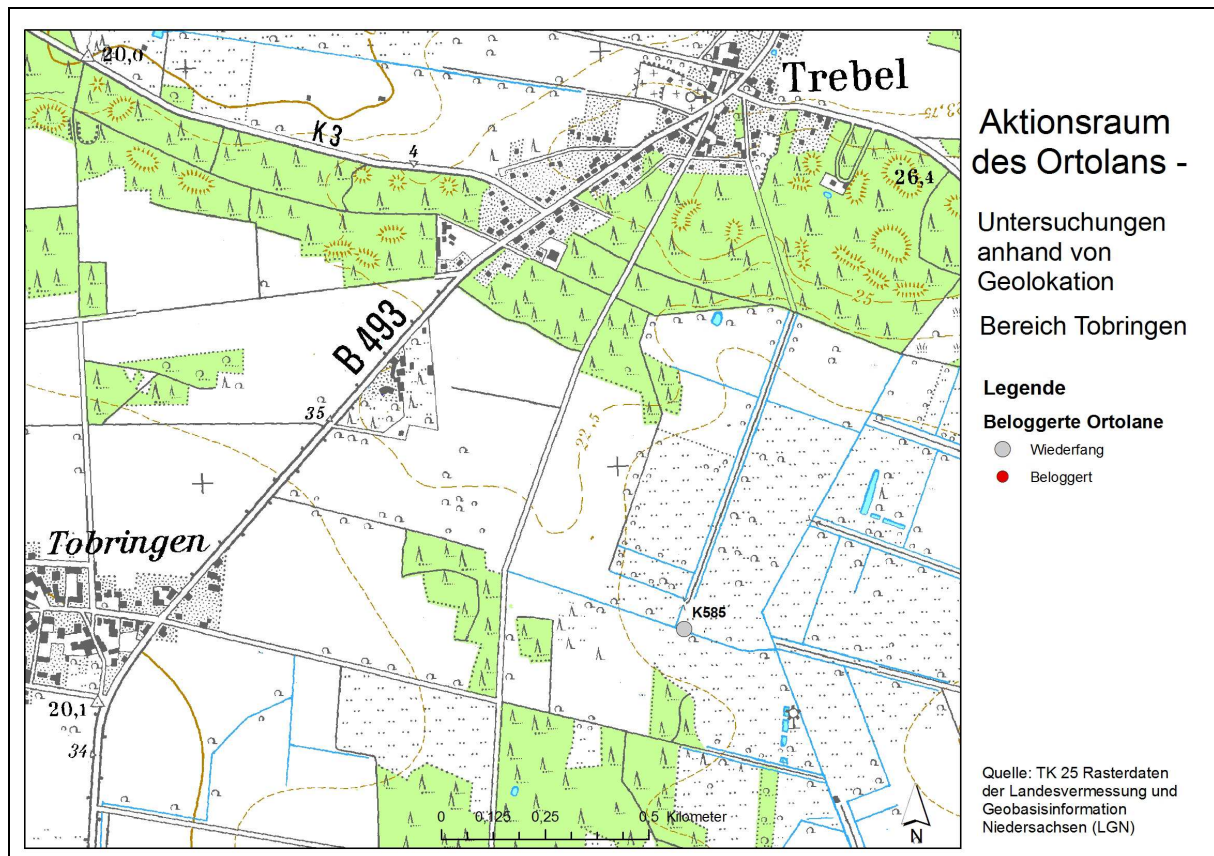 20,0
Trebel
K 3
4
26,4
23,75
25
B 493
35
22,5
Tobringen
K585
20,1
34
0 0,125 0,25 0,5 Kilometer
N
Aktionsraum
des Ortolans -
Untersuchungen
anhand von
Geolokation
Bereich Tobringen
Legende
Beloggerte Ortolane
Wiederfang
Beloggert
Quelle: TK 25 Rasterdaten
der Landesvermessung und
Geobasisinformation
Niedersachsen (LGN)